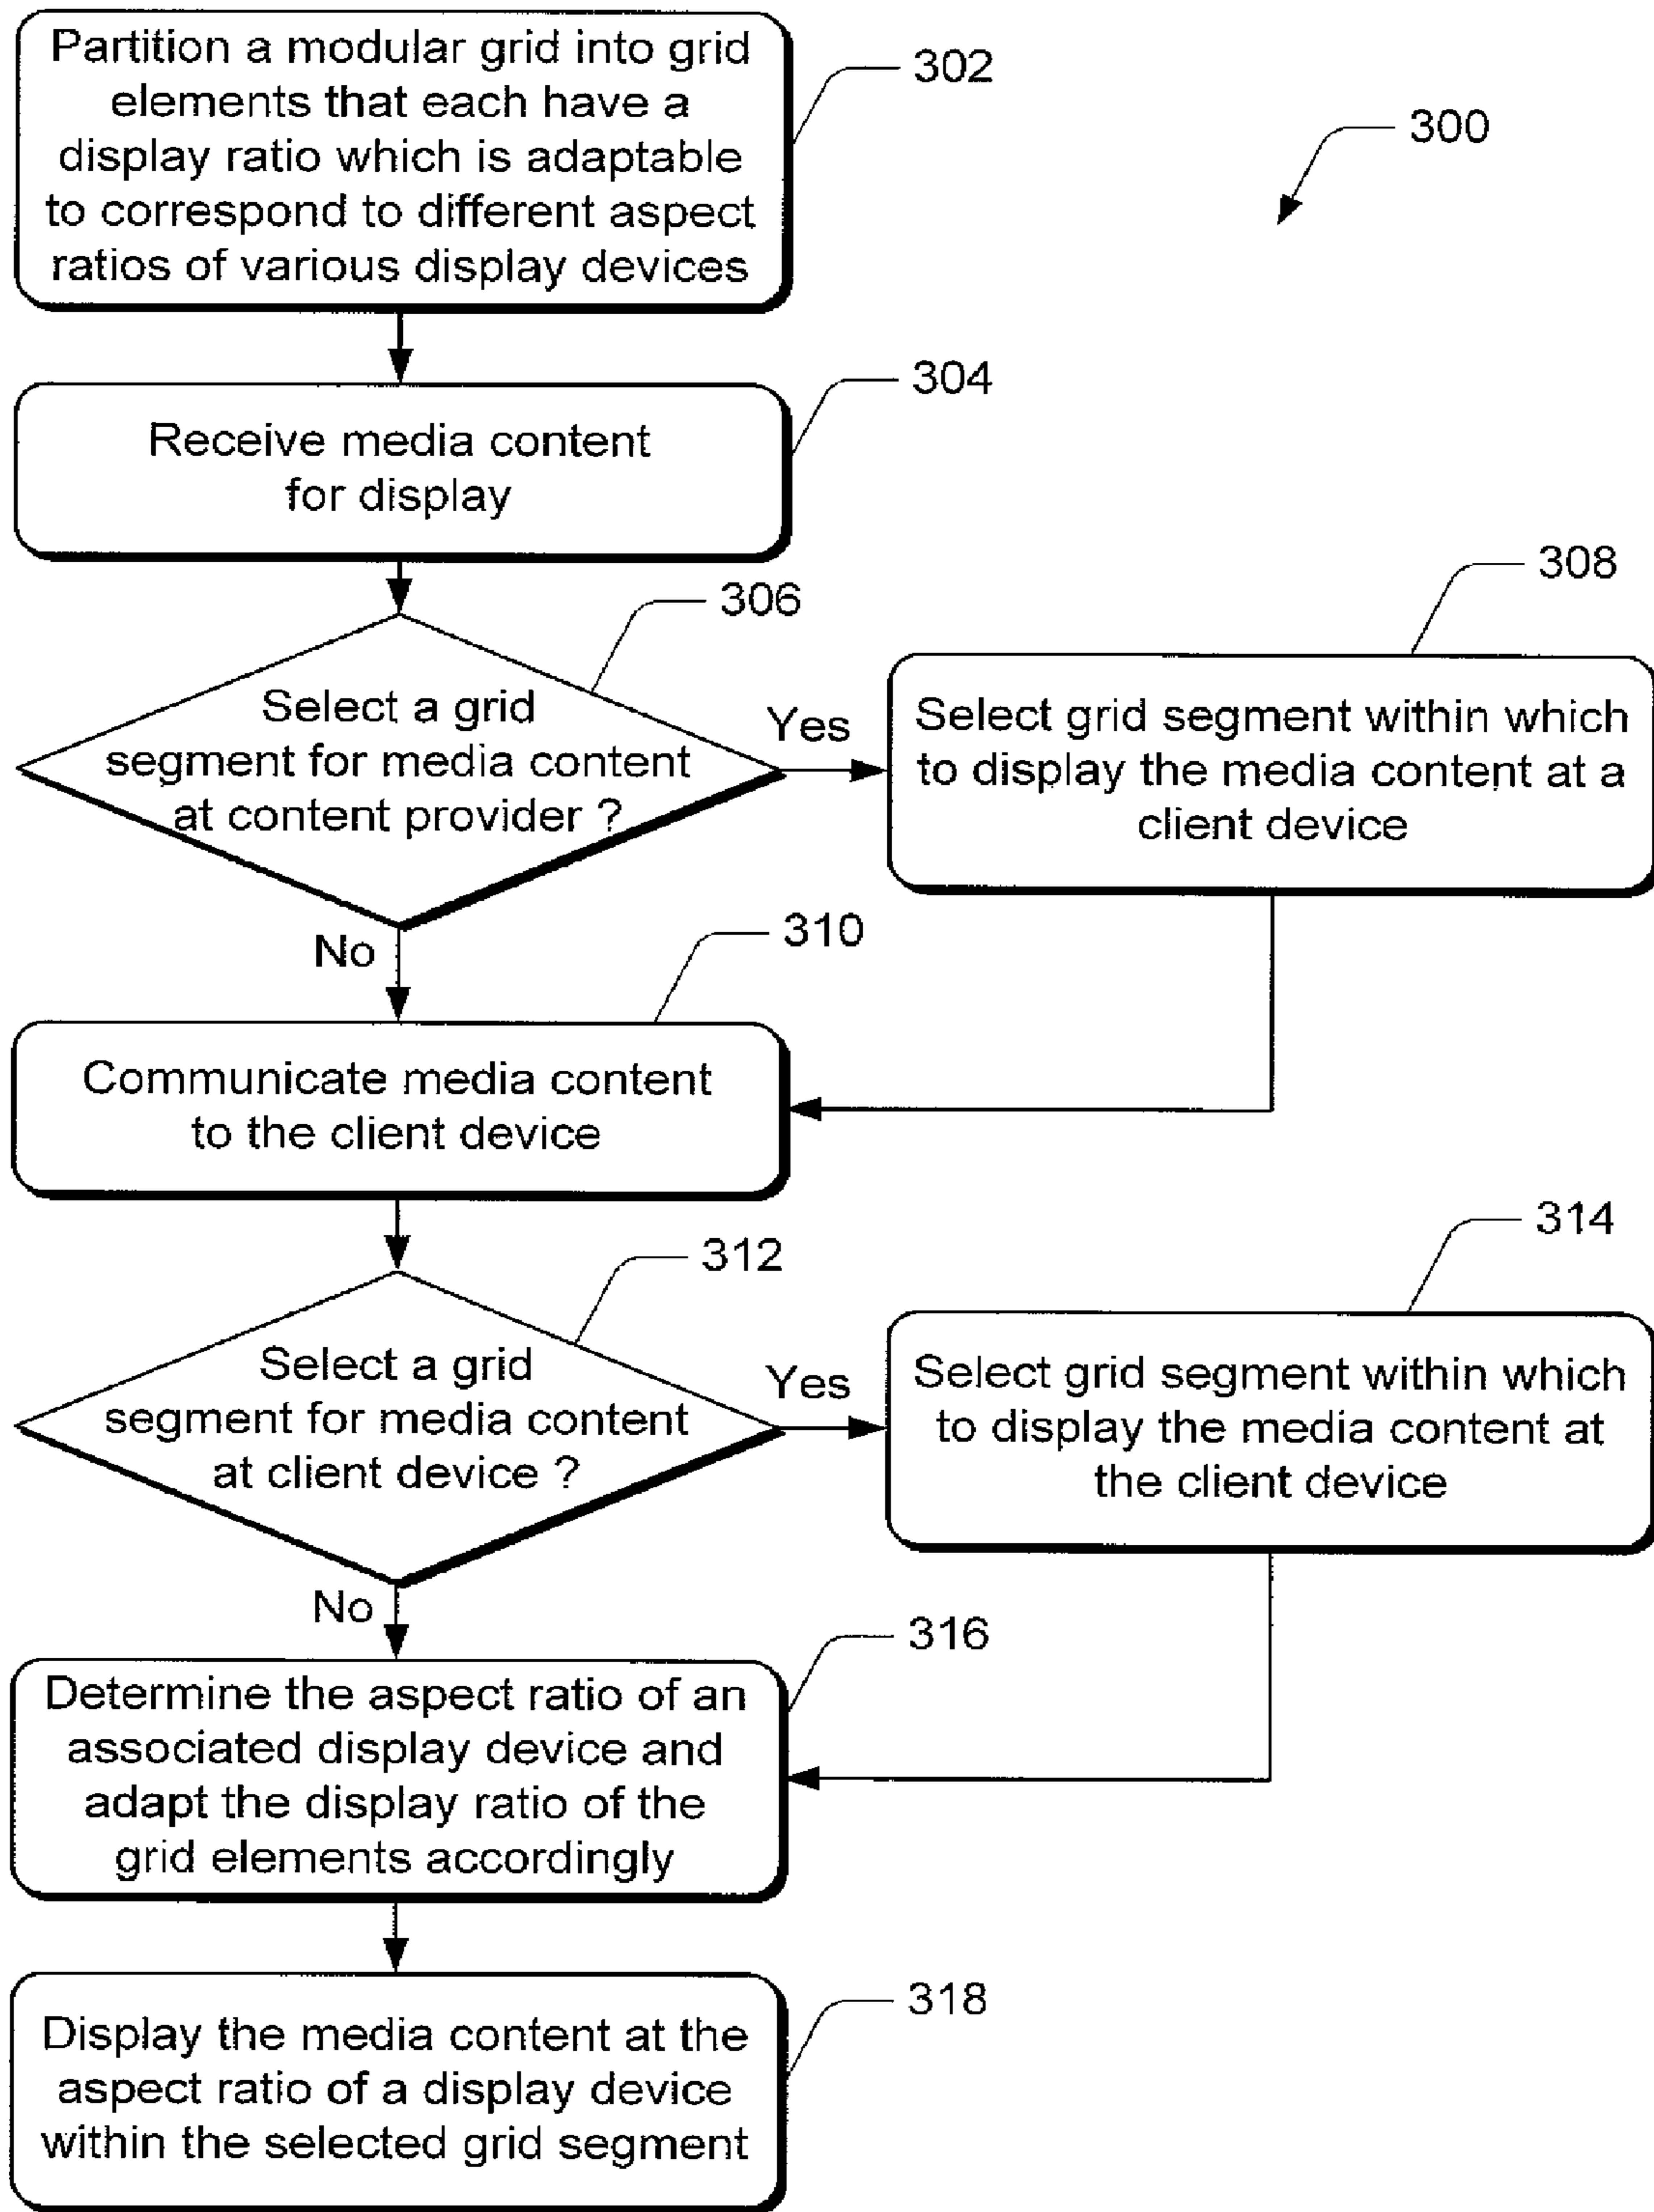 Partition a modular grid into grid
elements that each have a
display ratio which is adaptable
to correspond to different aspect
ratios of various display devices
302
300
Receive media content
for display
304
Select a grid
segment for media content
at content provider ?
306
Yes
No
Select grid segment within which
to display the media content at a
client device
308
Communicate media content
to the client device
310
Select a grid
segment for media content
at client device ?
312
Yes
No
Select grid segment within which
to display the media content at
the client device
314
Determine the aspect ratio of an
associated display device and
adapt the display ratio of the
grid elements accordingly
316
Display the media content at the
aspect ratio of a display device
within the selected grid segment
318